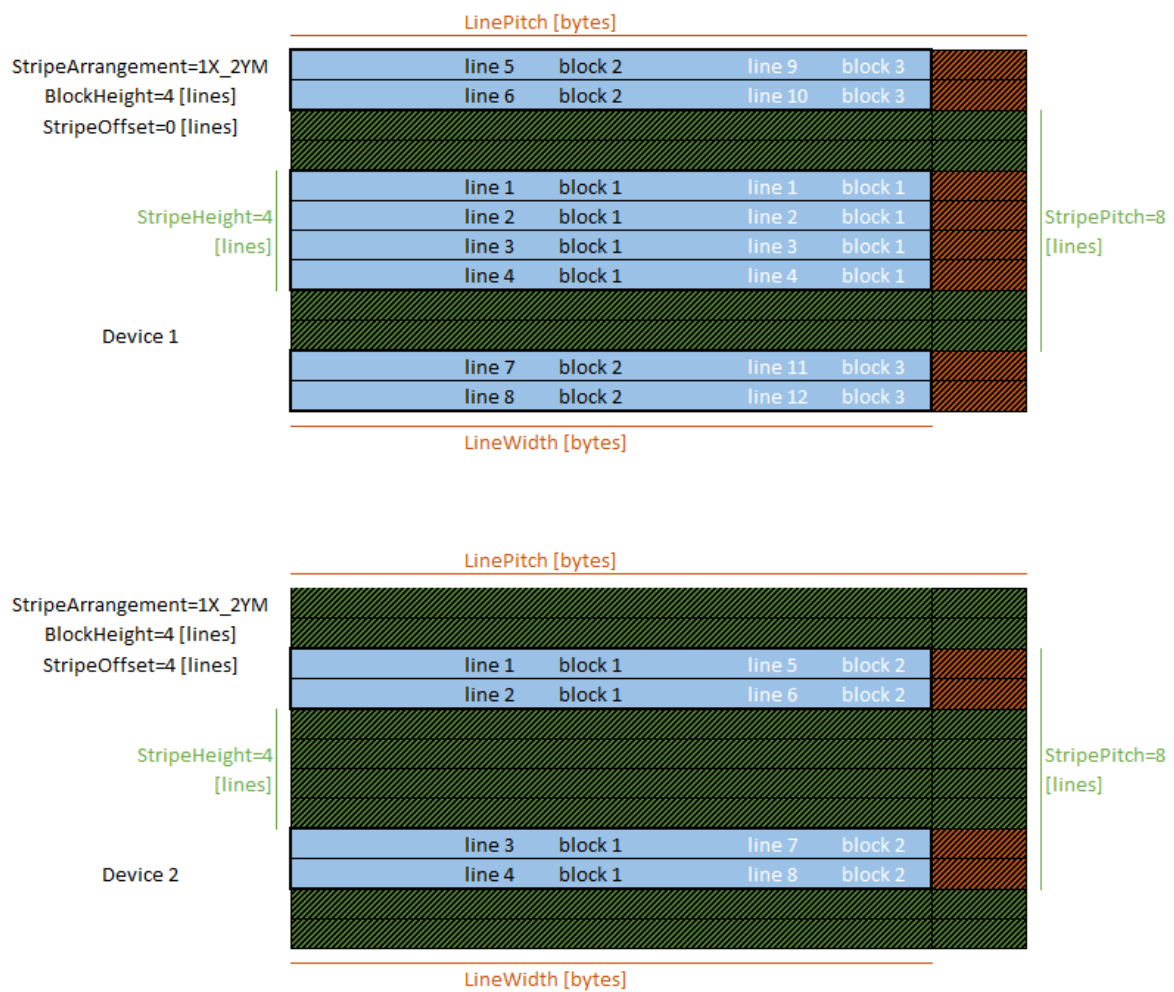 LinePitch [bytes]
StripeArrangement=1X_2YM line 5 block 2 line 9 block 3
BlockHeight=4 [lines] line 6 block 2 line 10 block 3
StripeOffset=0 [lines]
line 1 block 1 line 1 block 1
StripeHeight=4 line 2 block 1 line 2 block 1 StripePitch=8
[lines] line 3 block 1 line 3 block 1 [lines]
line 4 block 1 line 4 block 1
Device 1
line 7 block 2 line 11 block 3
line 8 block 2 line 12 block 3
LineWidth [bytes]
LinePitch [bytes]
StripeArrangement=1X_2YM
BlockHeight=4 [lines]
StripeOffset=4 [lines] line 1 block 1 line 5 block 2
line 2 block 1 line 6 block 2
StripeHeight=4 StripePitch=8
[lines] [lines]
line 3 block 1 line 7 block 2
Device 2 line 4 block 1 line 8 block 2
LineWidth [bytes]